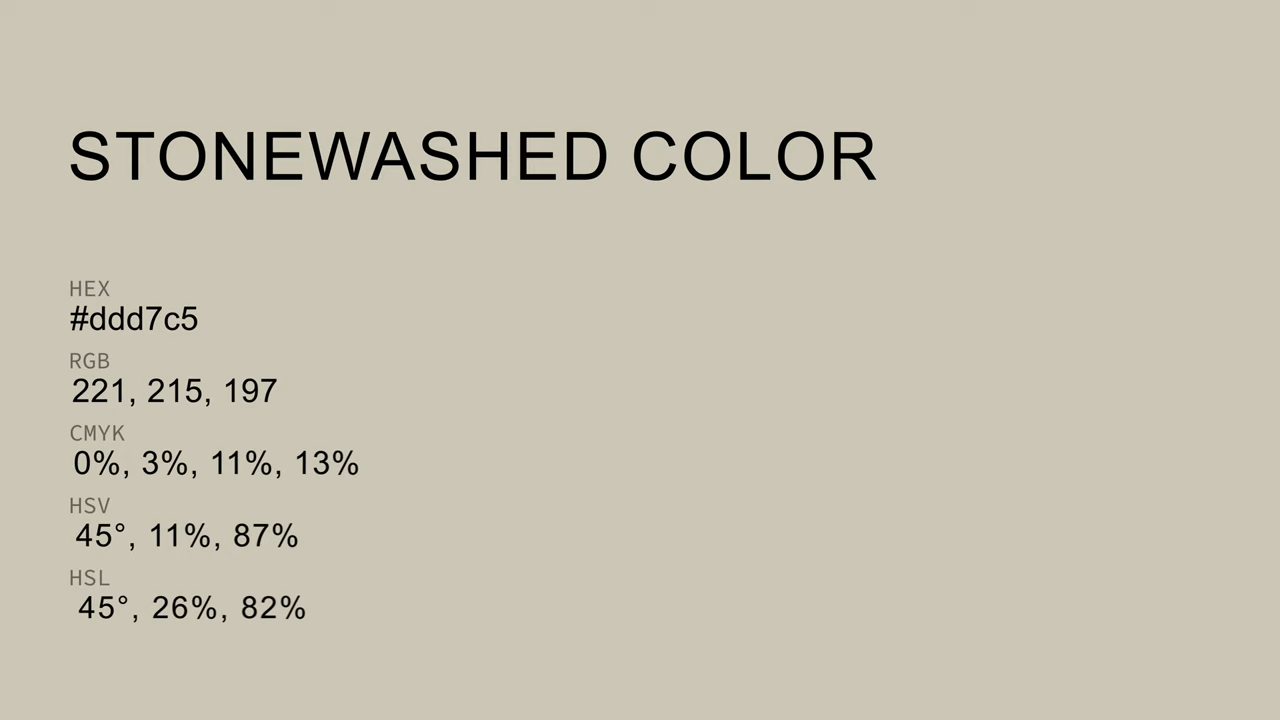 STONEWASHED COLOR
HEX
#ddd7c5
RGB
221, 215, 197
CMYK
0%, 3%, 11%, 13%
HSV
45°, 11%, 87%
HSL
45°, 26%, 82%